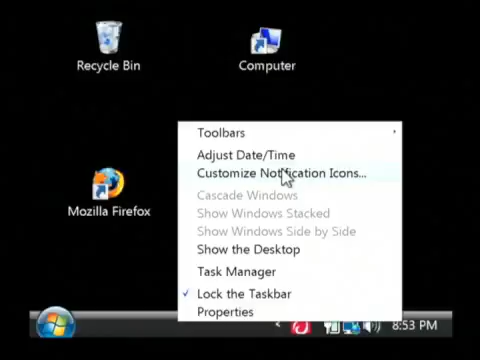 Recycle Bin
Computer
Toolbars
Adjust Date/Time
Customize Notification Icons...
Mozilla Firefox
Cascade Windows
Show Windows Stacked
Show Windows Side by Side
Show the Desktop
Task Manager
Lock the Taskbar
Properties
8:53 PM